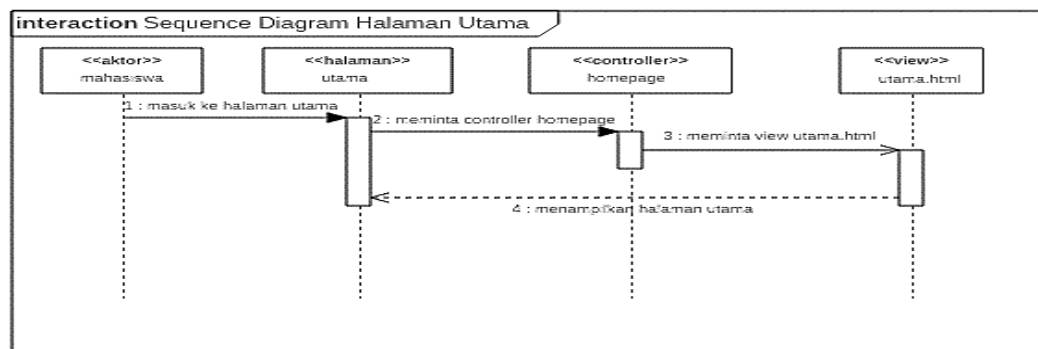 interaction Sequence Diagram Halaman Utama
<<aktor>>
mahasiswa
<<halaman>>
utama
<<controller>>
homepage
<<view>>
utama.html
1 : masuk ke halaman utama
2 : meminta controller homepage
3 : meminta view utama.html
4 : menampilkan halaman utama